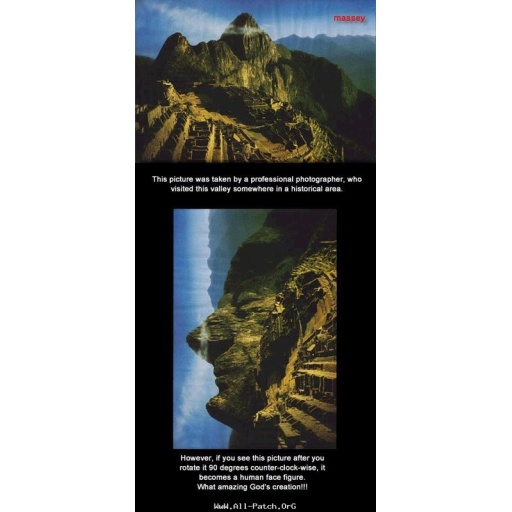 massey
This picture was taken by a professional photographer, who
visited this valley somewhere in a historical area.
However, if you see this picture after you
rotate it 90 degrees counter-clock-wise, it
becomes a human face figure.
What amazing God's creation!!!
WwW.All-Patch.OrG